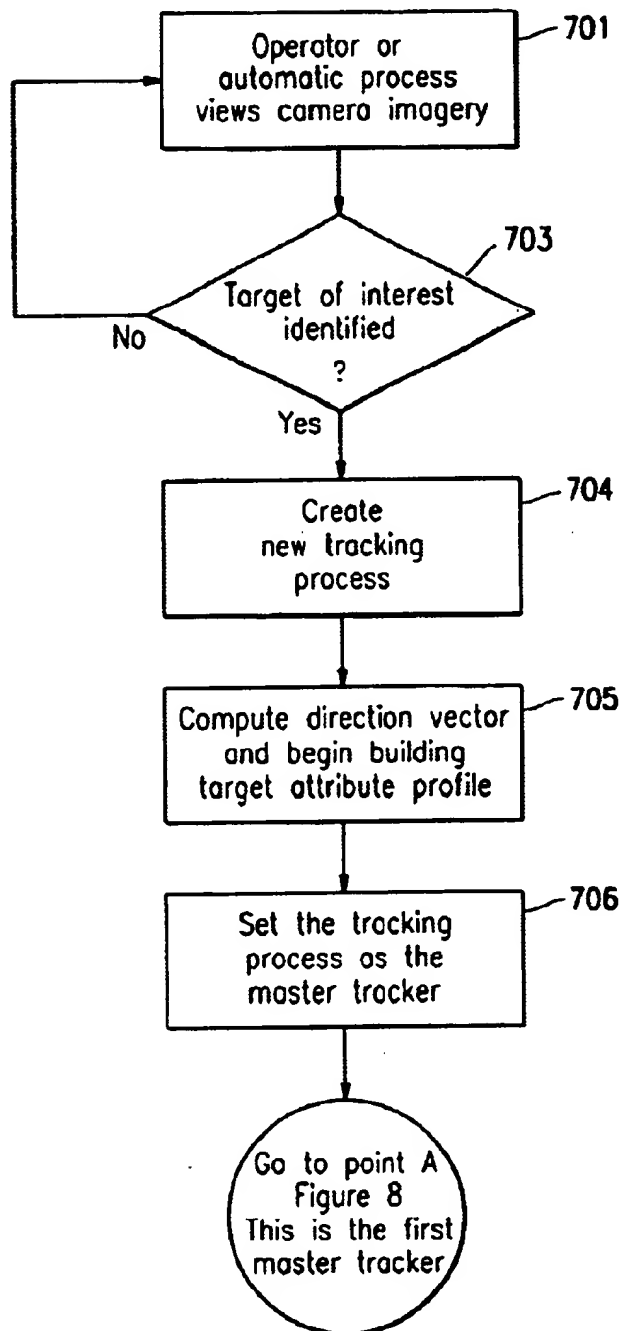 701
Operator or
automatic process
views camera imagery
703
Target of interest
identified
?
No
Yes
704
Create
new tracking
process
705
Compute direction vector
and begin building
target attribute profile
706
Set the tracking
process as the
master tracker
Go to point A
Figure 8
This is the first
master tracker